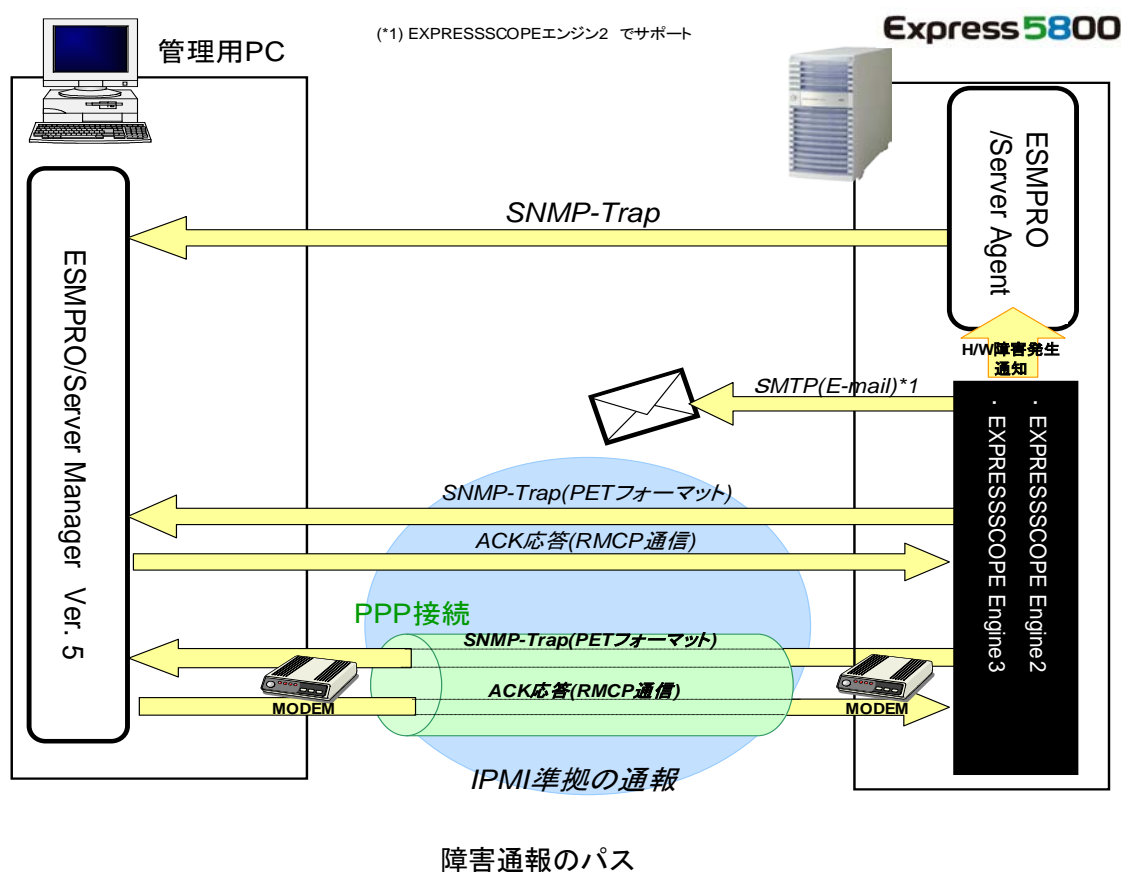 管理用PC
(*1) EXPRESSSCOPEエンジン2 でサポート
Express5800
ESMPRO/Server Manager Ver. 5
ESMPRO
/Server Agent
SNMP-Trap
H/W障害発生
通知
SMTP(E-mail)*1
・EXPRESSSCOPE Engine2
・EXPRESSSCOPE Engine3
SNMP-Trap(PETフォーマット)
ACK応答(RMCP通信)
PPP接続
SNMP-Trap(PETフォーマット)
ACK応答(RMCP通信)
MODEM
MODEM
IPMI準拠の通報
障害通報のパス